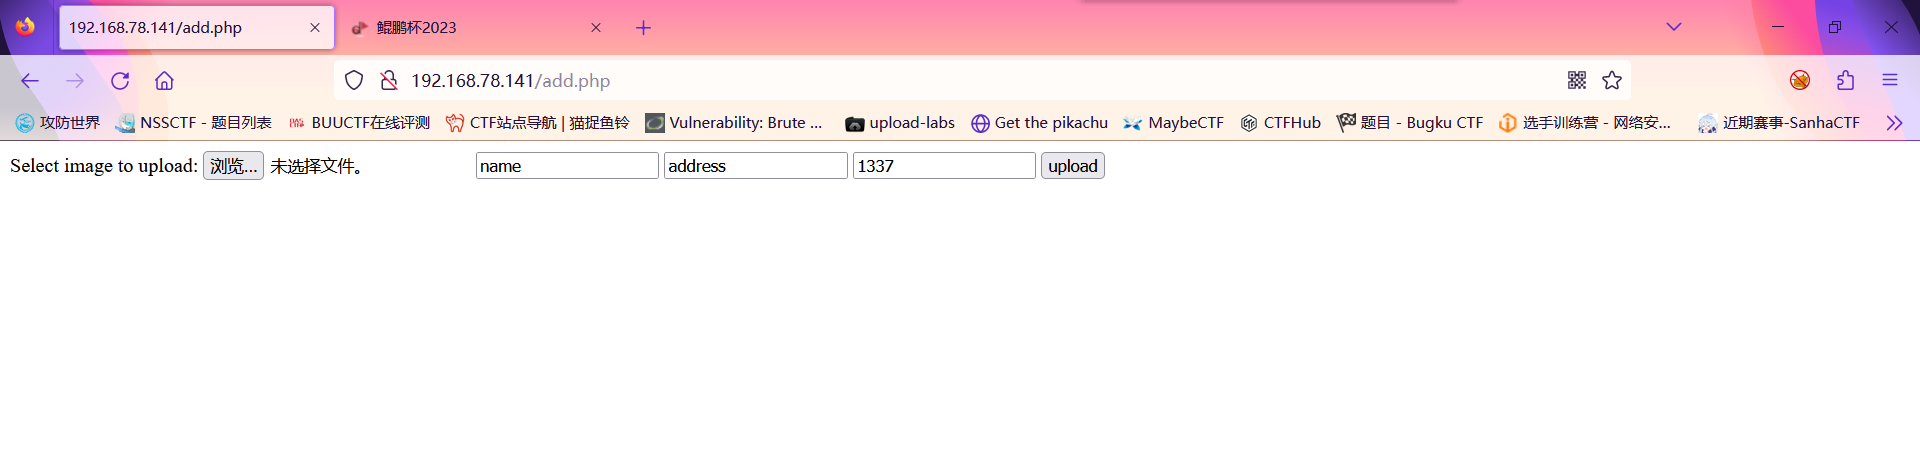 192.168.78.141/add.php 鲲鹏杯2023
192.168.78.141/add.php
攻防世界 NSSCTF - 题目列表 BUUCTF在线评测 CTF站点导航 | 猫捉鱼铃 Vulnerability: Brute ... upload-labs Get the pikachu MaybeCTF CTFHub 题目 - Bugku CTF 选手训练营 - 网络安... 近期赛事-SanhaCTF
Select image to upload: 浏览... 未选择文件。 name address 1337 upload